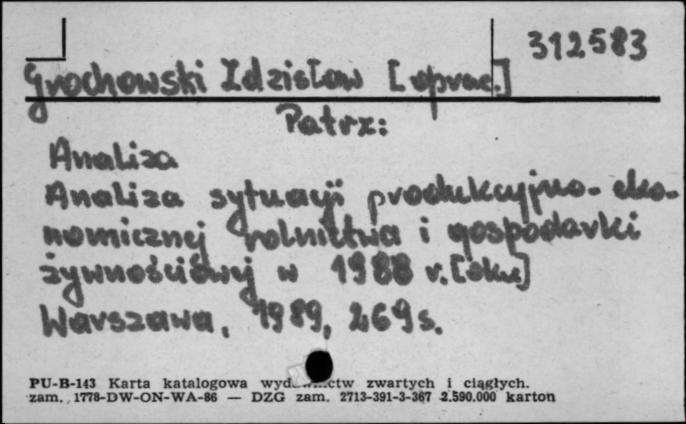 312583
Grochowski Zdzisław [oprac.]
Patrz:
Analiza
Analiza sytuacji produkcyjno-eko-
nomicznej rolnictwa i gospodarki
żywnościowej w 1988 r. [oku]
Warszawa, 1989, 269 s.
PU-B-143 Karta katalogowa wydawnictw zwartych i ciągłych.
zam. 1778-DW-ON-WA-86 — DZG zam. 2713-391-3-367 2.590.000 karton